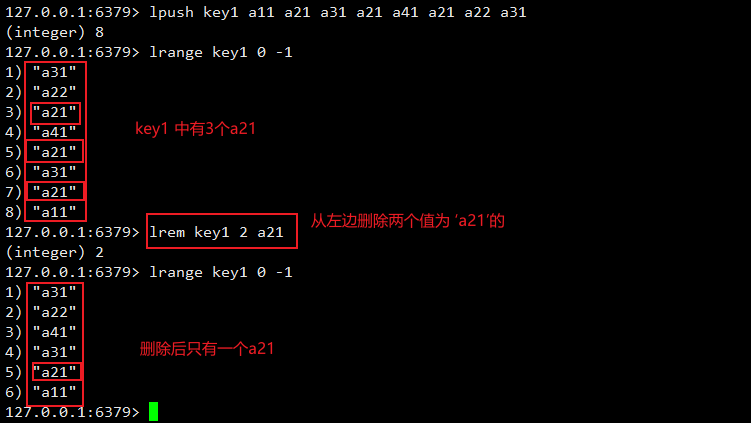 127.0.0.1:6379> lpush key1 a11 a21 a31 a21 a41 a21 a22 a31
(integer) 8
127.0.0.1:6379> lrange key1 0 -1
1) "a31"
2) "a22"
3) "a21"
4) "a41"
key1 中有3个a21
5) "a21"
6) "a31"
7) "a21"
8) "a11"
127.0.0.1:6379> lrem key1 2 a21
从左边删除两个值为 ‘a21’的
(integer) 2
127.0.0.1:6379> lrange key1 0 -1
1) "a31"
2) "a22"
3) "a41"
4) "a31"
删除后只有一个a21
5) "a21"
6) "a11"
127.0.0.1:6379>